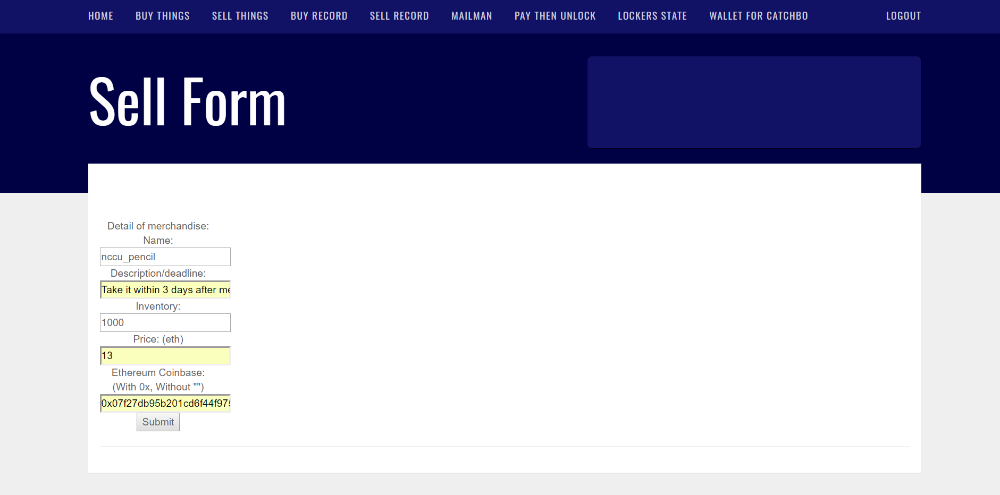 HOME BUY THINGS SELL THINGS BUY RECORD SELL RECORD MAILMAN PAY THEN UNLOCK LOCKERS STATE WALLET FOR CATCHBO LOGOUT
Sell Form
Detail of merchandise:
Name:
nccu_pencil
Description/deadline:
Take it within 3 days after me
Inventory:
1000
Price: (eth)
13
Ethereum Coinbase:
(With 0x, Without "")
0x07f27db95b201cd6f44f975
Submit